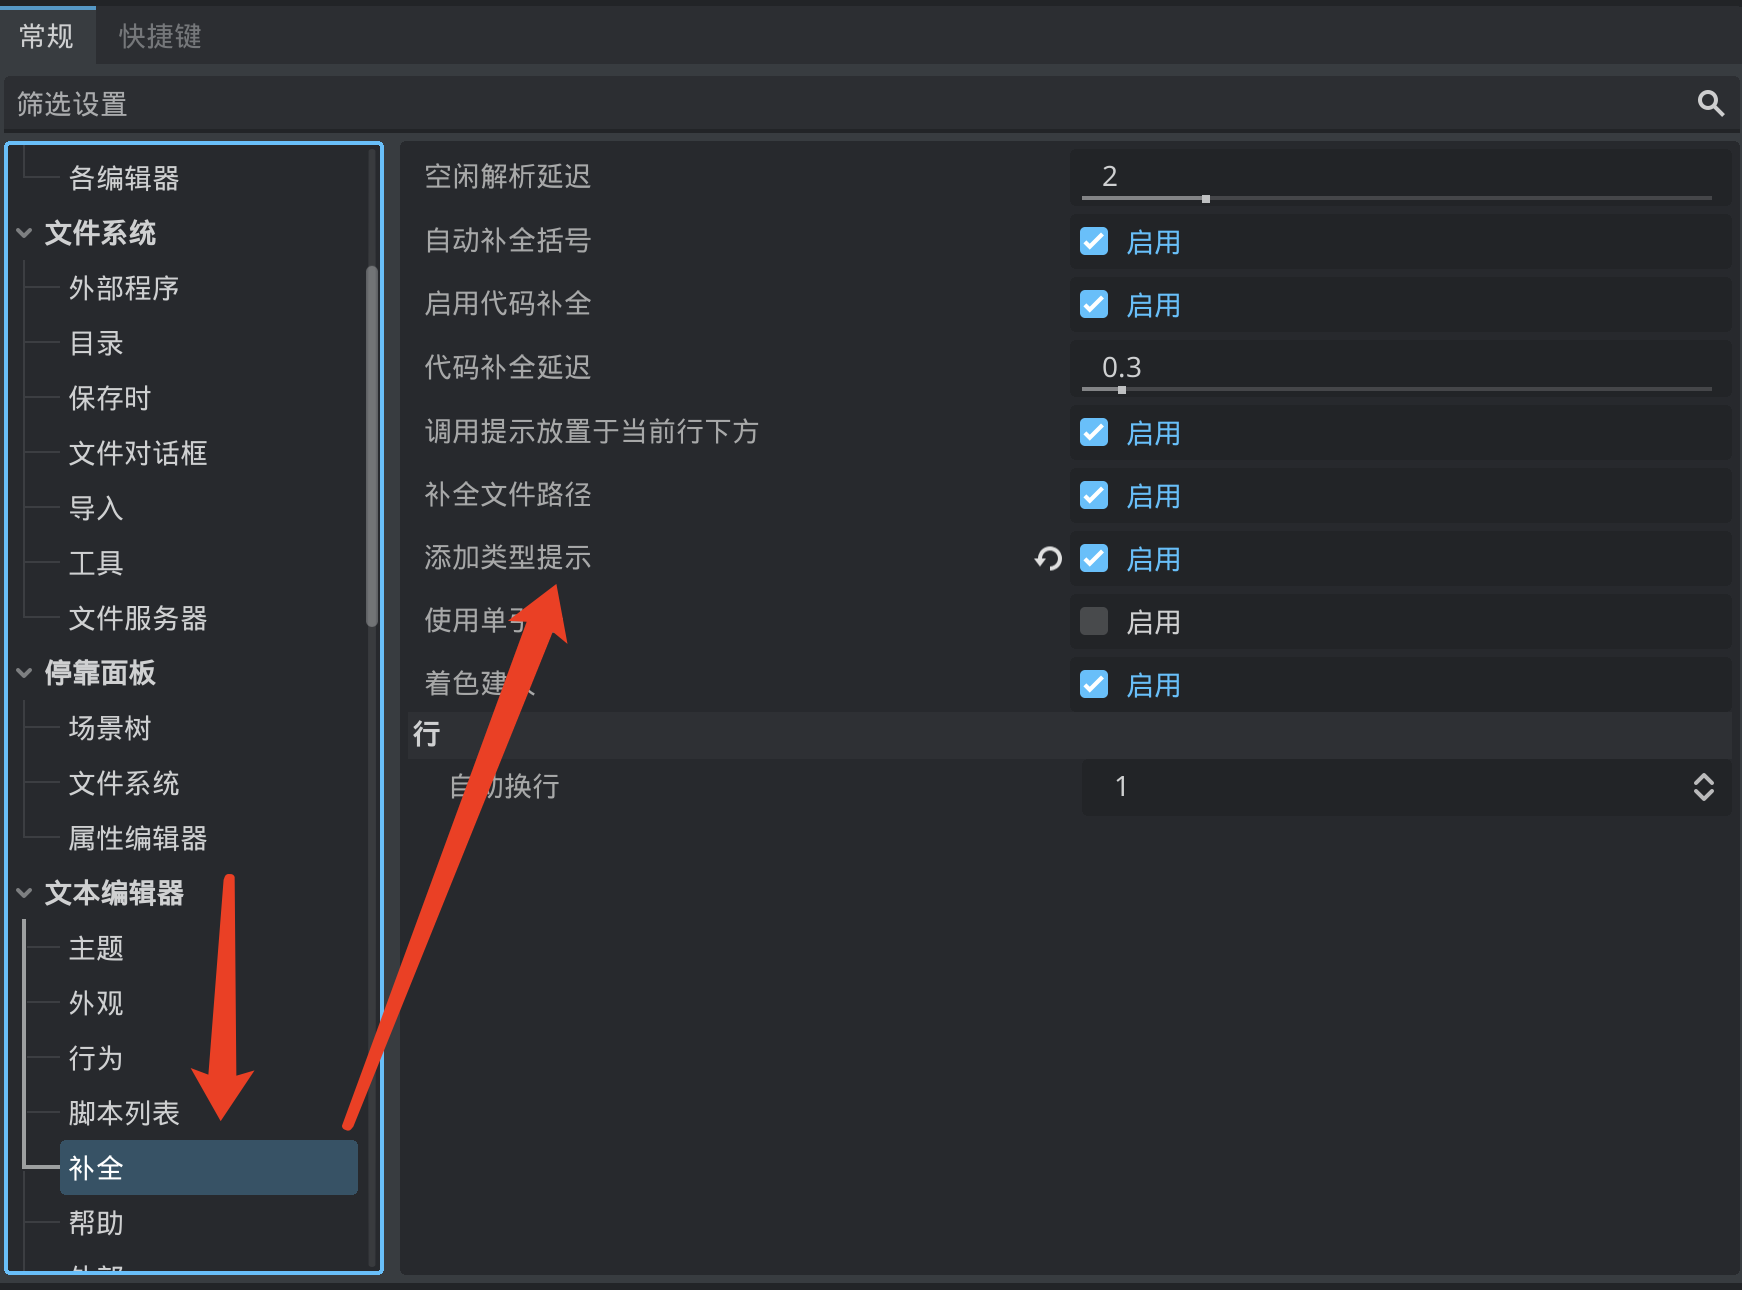 常规
快捷键
筛选设置
各编辑器
文件系统
外部程序
目录
保存时
文件对话框
导入
工具
文件服务器
停靠面板
场景树
文件系统
属性编辑器
文本编辑器
主题
外观
行为
脚本列表
补全
帮助
空闲解析延迟
2
自动补全括号
启用
启用代码补全
启用
代码补全延迟
0.3
调用提示放置于当前行下方
启用
补全文件路径
启用
添加类型提示
启用
使用单
启用
着色建
启用
行
自动换行
1